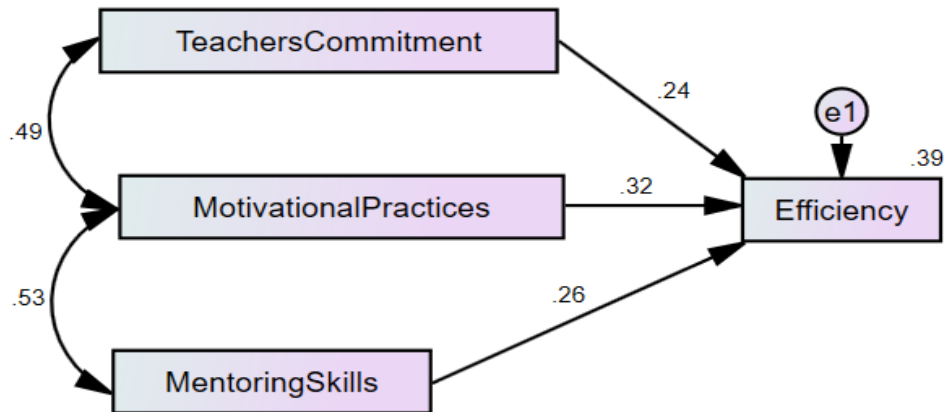 TeachersCommitment
.24
e1
.49
.39
MotivationalPractices
.32
Efficiency
.53
.26
MentoringSkills